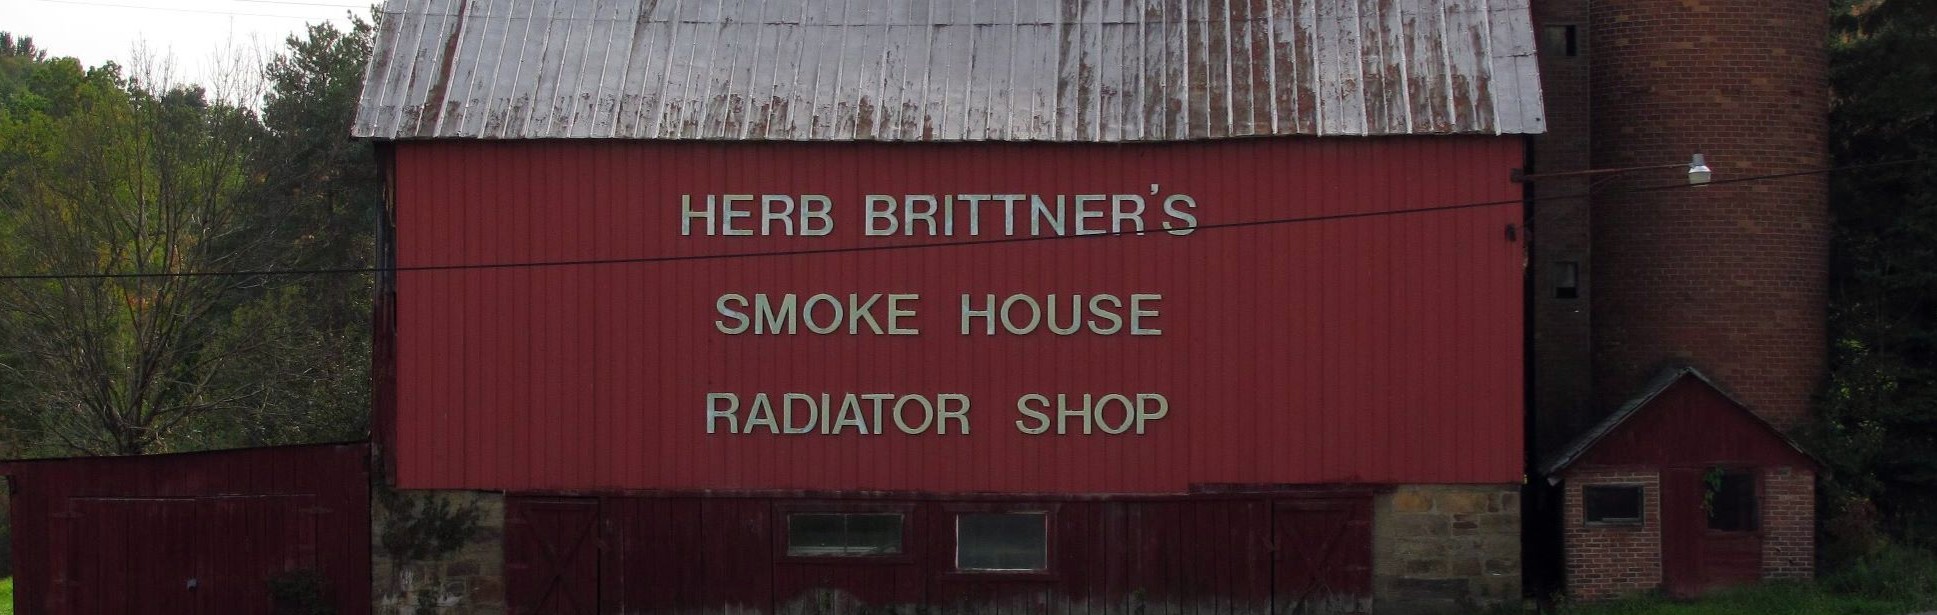 HERB BRITTNER'S
SMOKE HOUSE
RADIATOR SHOP